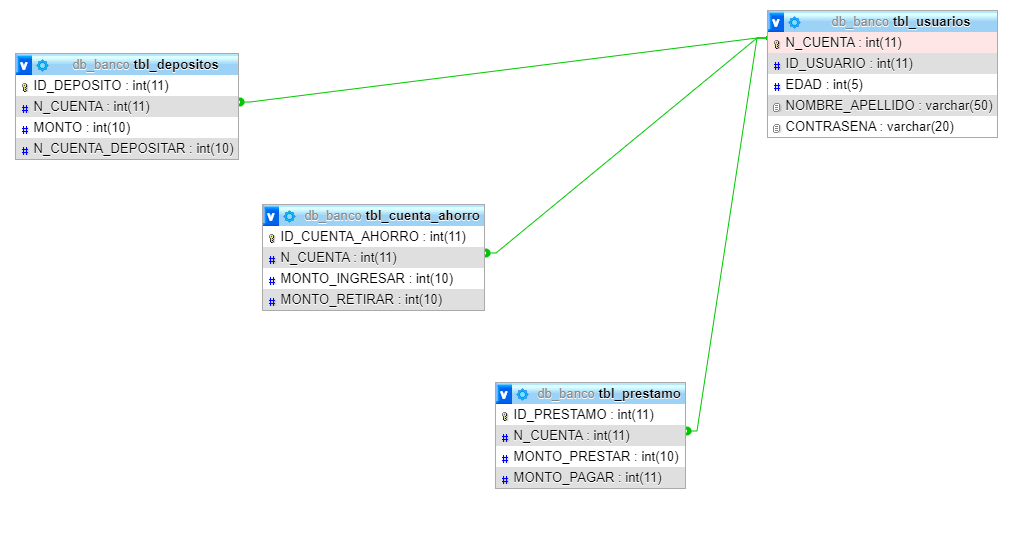 db_banco tbl_usuarios
N_CUENTA : int(11)
ID_USUARIO : int(11)
EDAD : int(5)
NOMBRE_APELLIDO : varchar(50)
CONTRASENA : varchar(20)
db_banco tbl_depositos
ID_DEPOSITO : int(11)
N_CUENTA : int(11)
MONTO : int(10)
N_CUENTA_DEPOSITAR : int(10)
db_banco tbl_cuenta_ahorro
ID_CUENTA_AHORRO : int(11)
N_CUENTA : int(11)
MONTO_INGRESAR : int(10)
MONTO_RETIRAR : int(10)
db_banco tbl_prestamo
ID_PRESTAMO : int(11)
N_CUENTA : int(11)
MONTO_PRESTAR : int(10)
MONTO_PAGAR : int(11)